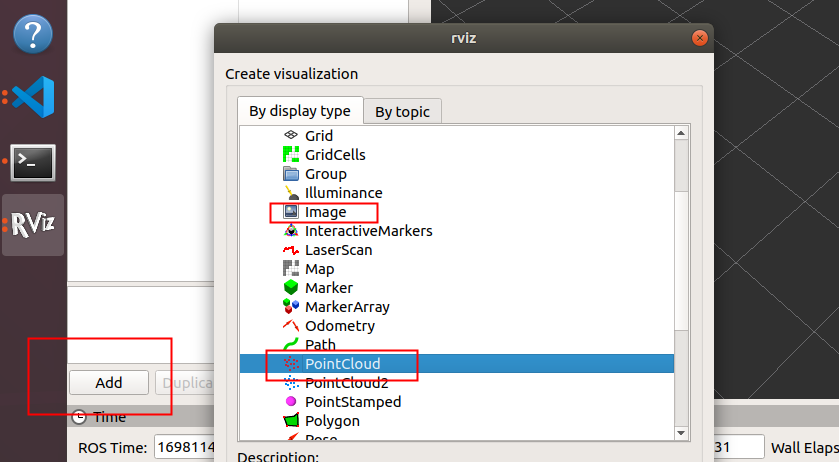 ?
rviz
Create visualization
By display type
By topic
Grid
GridCells
Group
Illuminance
Image
InteractiveMarkers
LaserScan
Map
Marker
MarkerArray
Odometry
Path
PointCloud
PointCloud2
PointStamped
Polygon
Pose
Description:
>_
RViz
Add
Duplica
Time
ROS Time:
1698114
31
Wall Elaps